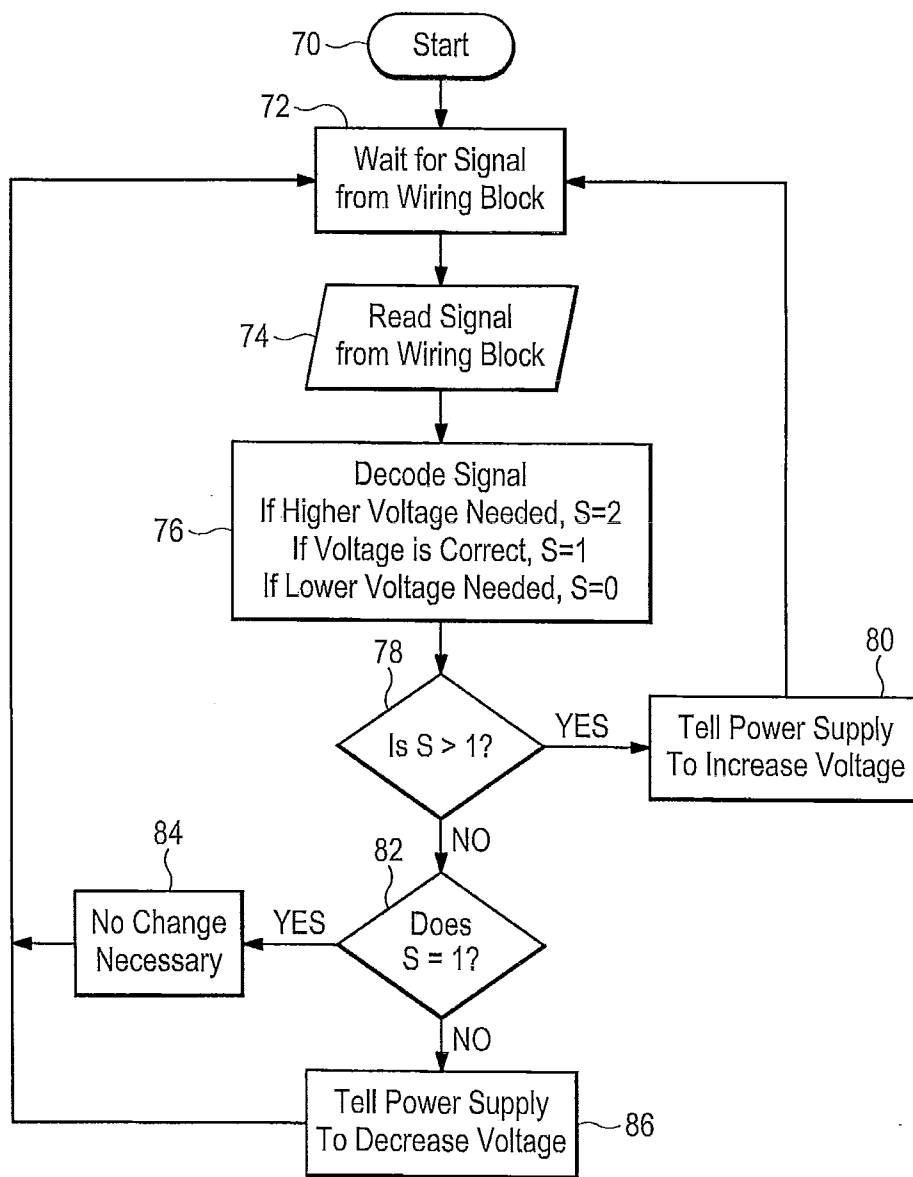 70
Start
72
Wait for Signal
from Wiring Block
74
Read Signal
from Wiring Block
76
Decode Signal
If Higher Voltage Needed, S=2
If Voltage is Correct, S=1
If Lower Voltage Needed, S=0
78
Is S > 1?
YES
80
Tell Power Supply
To Increase Voltage
NO
82
Does
S = 1?
YES
84
No Change
Necessary
NO
Tell Power Supply
To Decrease Voltage
86